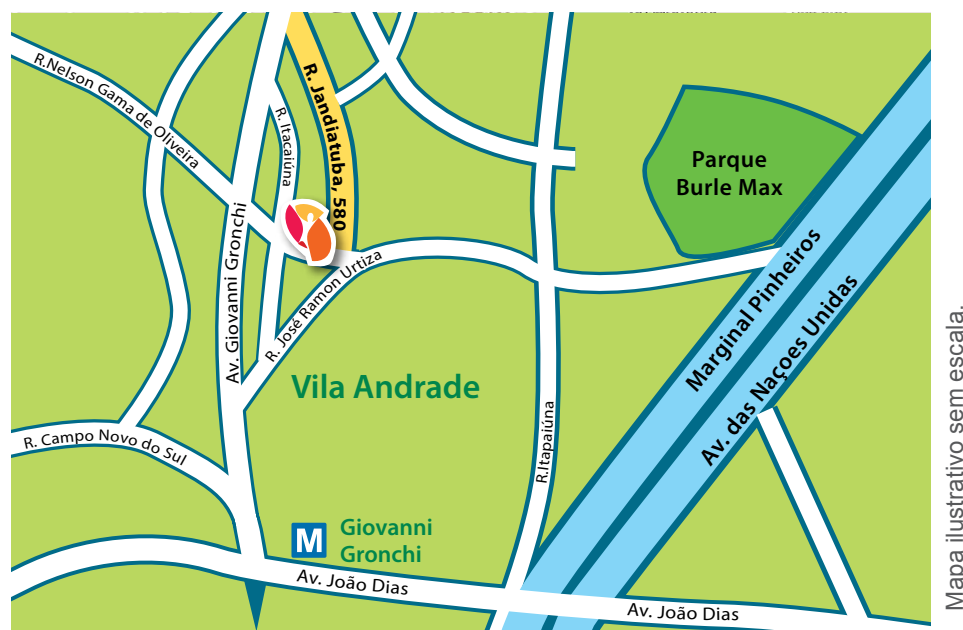 R.Nelson Gama de Oliveira
R. Itacaiúna
R. Jandiatuba, 580
Parque
Burle Max
Av. Giovanni Gronchi
R. José Ramon Urtiza
Marginal Pinheiros
Av. das Naçoes Unidas
Vila Andrade
R. Campo Novo do Sul
R.Itapaiúna
M
Giovanni
Gronchi
Av. João Dias
Av. João Dias
Mapa ilustrativo sem escala.